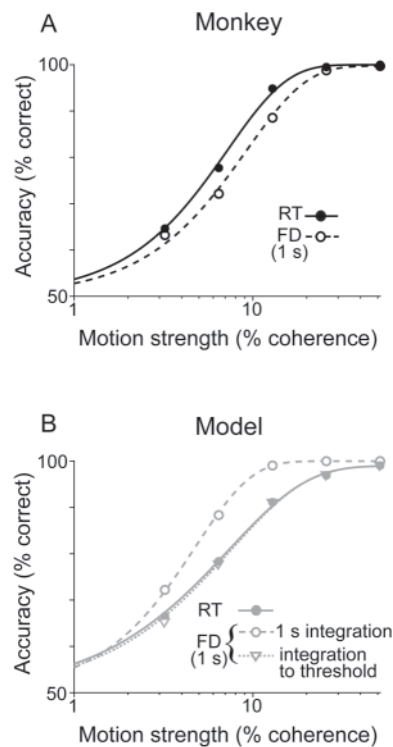 A
Monkey
100
Accuracy (% correct)
RT
FD
(1 s)
50
1
10
Motion strength (% coherence)
B
Model
100
Accuracy (% correct)
RT
FD
(1 s)
1 s integration
integration
to threshold
50
1
10
Motion strength (% coherence)